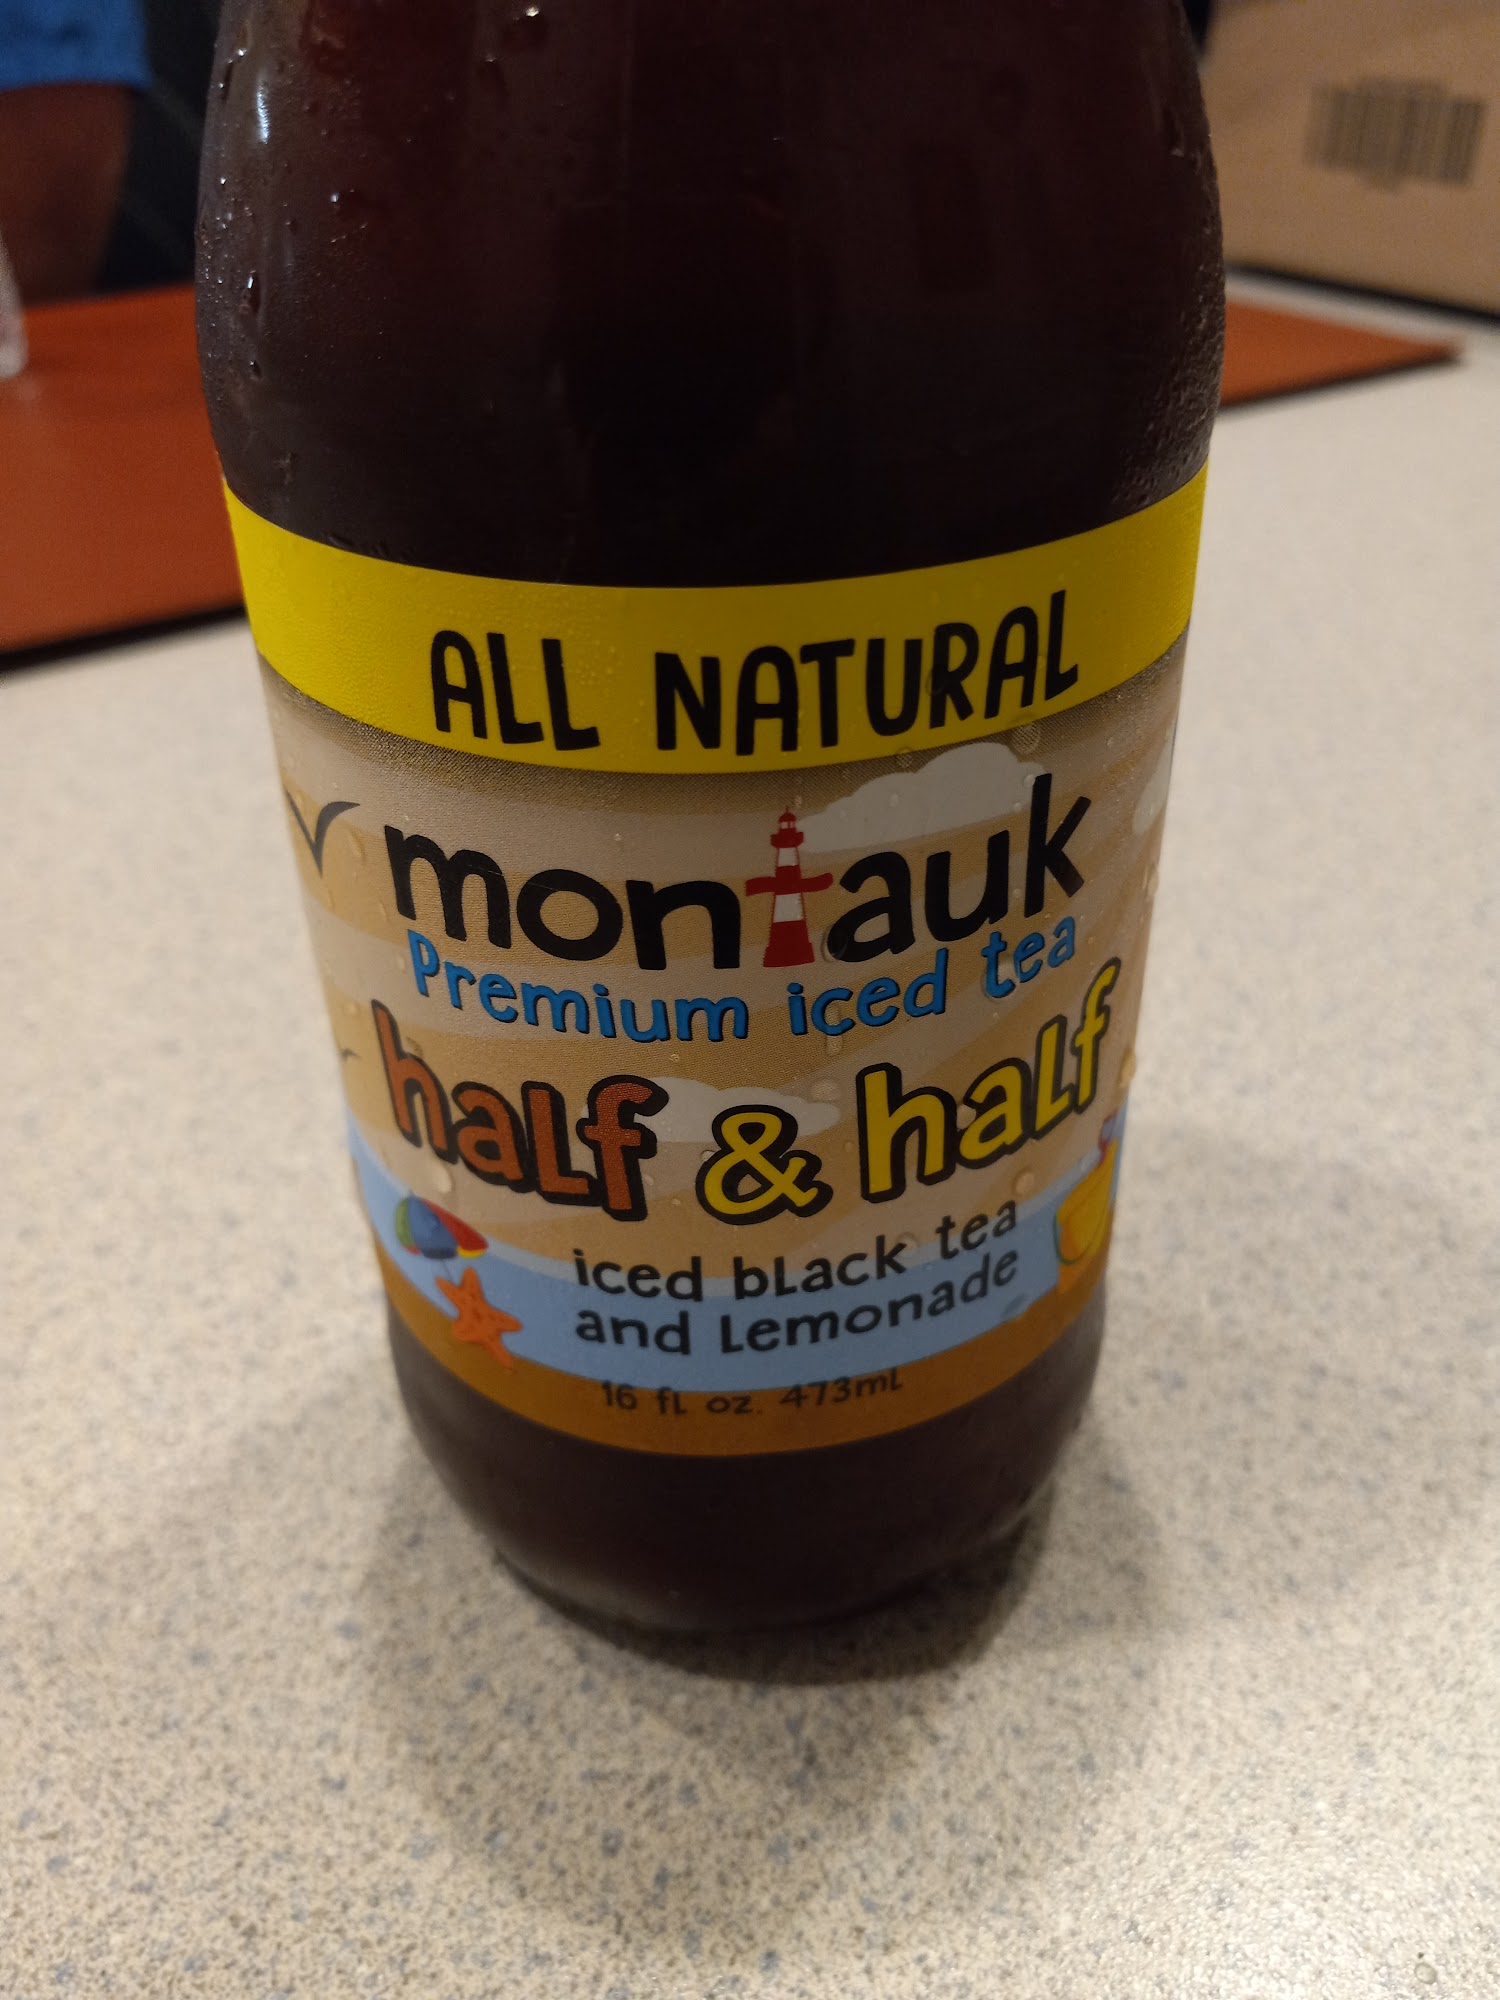 ALL NATURAL
montauk
Premium iced tea
half & half
iced black tea
and Lemonade
16 fl oz. 473mL